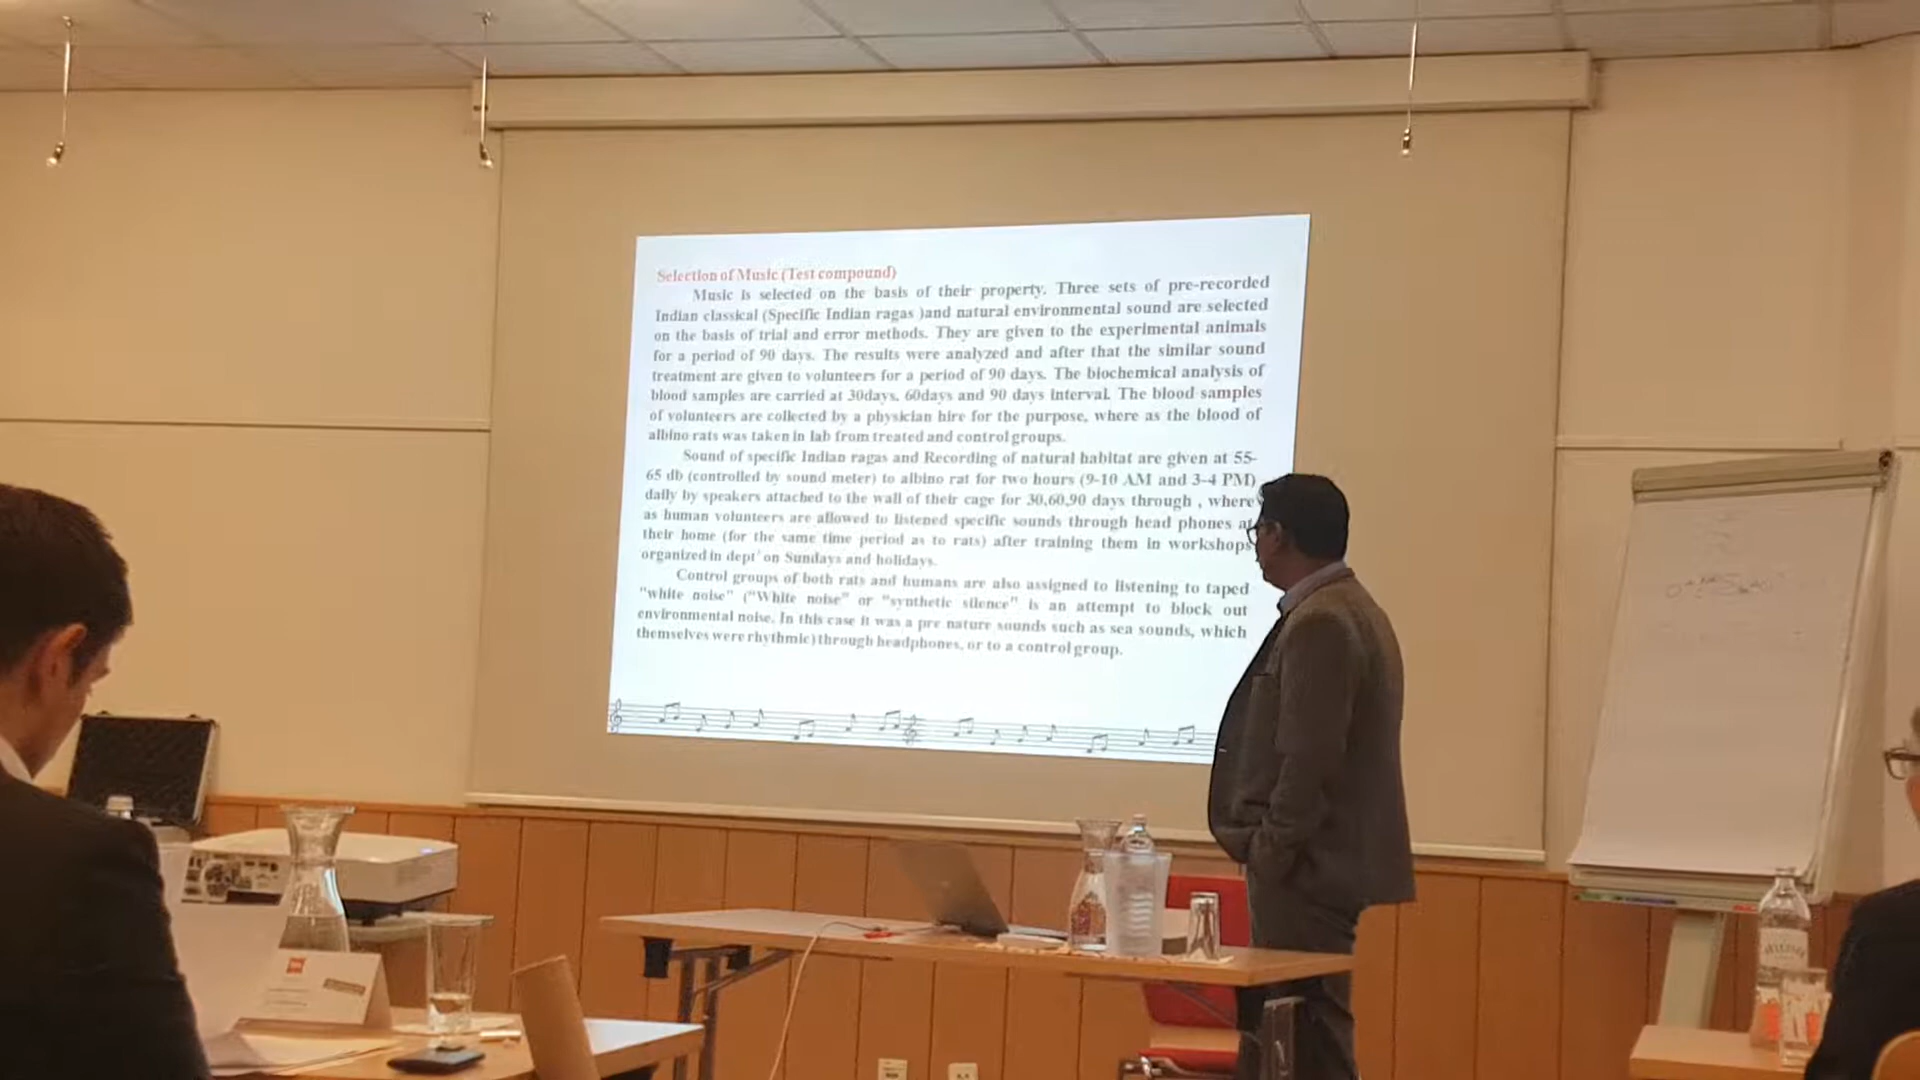 Selection of Music (Test compound)
Music is selected on the basis of their property. Three sets of pre-recorded
Indian classical (Specific Indian ragas )and natural environmental sound are selected
on the basis of trial and error methods. They are given to the experimental animals
for a period of 90 days. The results were analyzed and after that the similar sound
treatment are given to volunteers for a period of 90 days. The biochemical analysis of
blood samples are carried at 30days, 60days and 90 days interval. The blood samples
of volunteers are collected by a physician hire for the purpose, where as the blood of
albino rats was taken in lab from treated and control groups.
Sound of specific Indian ragas and Recording of natural habitat are given at 55-
65 db (controlled by sound meter) to albino rat for two hours (9-10 AM and 3-4 PM)
daily by speakers attached to the wall of their cage for 30,60,90 days through , where
as human volunteers are allowed to listened specific sounds through head phones at
their home (for the same time period as to rats) after training them in workshops
organized in dept' on Sundays and holidays.
Control groups of both rats and humans are also assigned to listening to taped
"white noise" ("White noise" or "synthetic silence" is an attempt to block out
environmental noise. In this case it was a pre nature sounds such as sea sounds, which
themselves were rhythmic) through headphones, or to a control group.